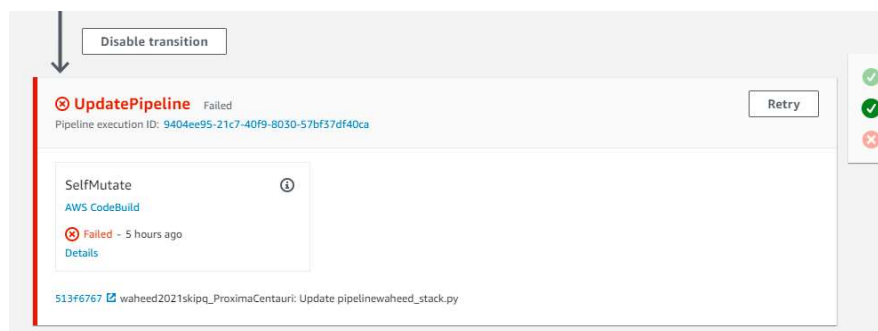 Disable transition
UpdatePipeline Failed
Retry
Pipeline execution ID: 9404ee95-21c7-40f9-8030-57bf37df40ca
SelfMutate
AWS CodeBuild
Failed - 5 hours ago
Details
513f6767 waheed2021skipq_ProximaCentauri: Update pipelinewaheed_stack.py